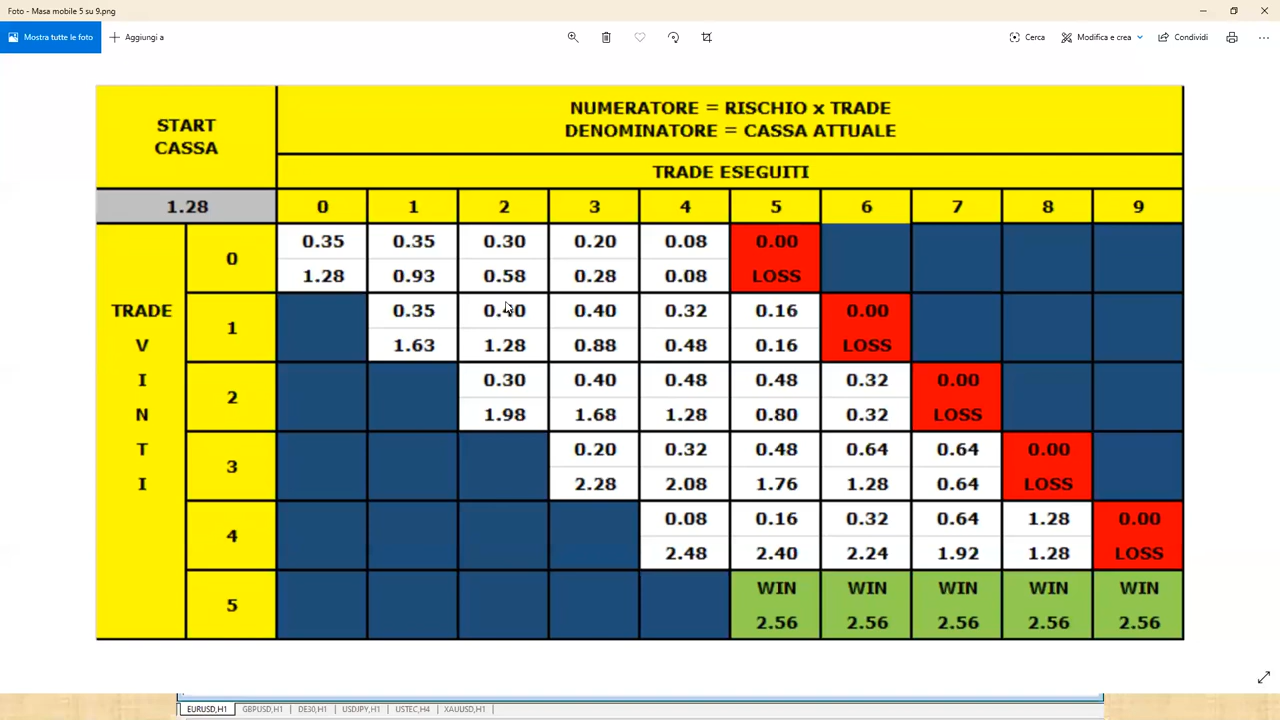 Foto - Masa mobile 5 su 9.png
Mostra tutte le foto
Aggiungi a
Cerca
Modifica e crea
Condividi
START
CASSA
NUMERATORE = RISCHIO x TRADE
DENOMINATORE = CASSA ATTUALE
TRADE ESEGUITI
1.28 0 1 2 3 4 5 6 7 8 9
TRADE
V
I
N
T
I
0
0.35 0.35 0.30 0.20 0.08 0.00
1.28 0.93 0.58 0.28 0.08 LOSS
1
0.35 0.40 0.40 0.32 0.16 0.00
1.63 1.28 0.88 0.48 0.16 LOSS
2
0.30 0.40 0.48 0.48 0.32 0.00
1.98 1.68 1.28 0.80 0.32 LOSS
3
0.20 0.32 0.48 0.64 0.64 0.00
2.28 2.08 1.76 1.28 0.64 LOSS
4
0.08 0.16 0.32 0.64 1.28 0.00
2.48 2.40 2.24 1.92 1.28 LOSS
5
WIN WIN WIN WIN WIN
2.56 2.56 2.56 2.56 2.56
EURUSD,H1 GBPUSD,H1 DE30,H1 USDJPY,H1 USTEC,H4 XAUUSD,H1